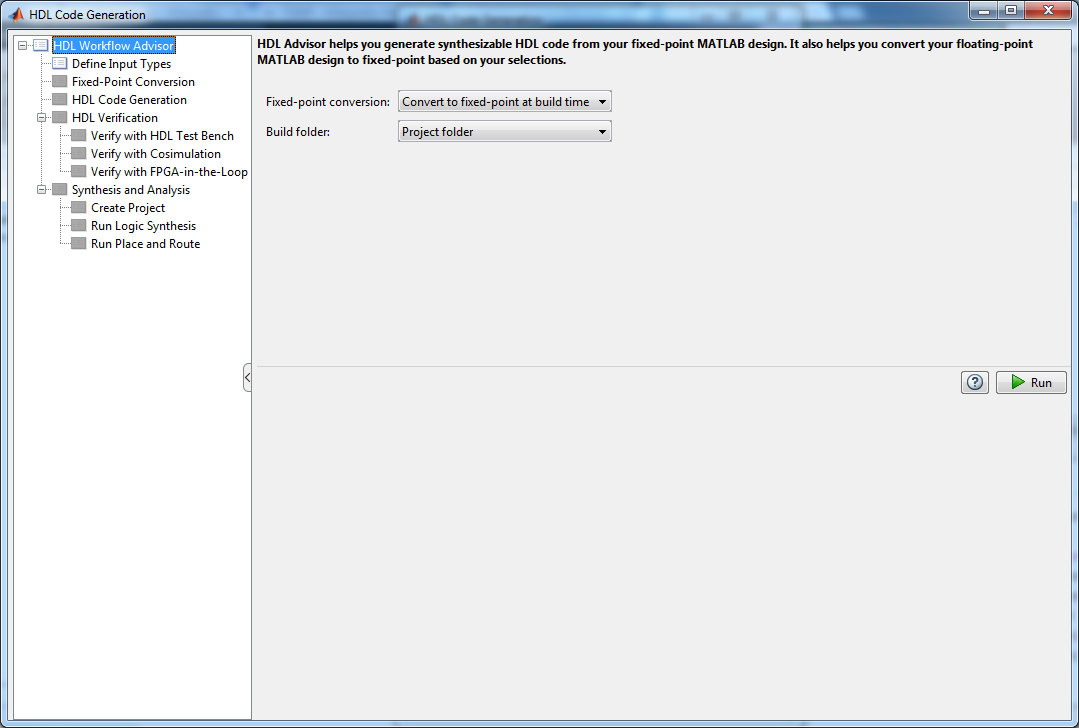 HDL Code Generation
HDL Workflow Advisor
Define Input Types
Fixed-Point Conversion
HDL Code Generation
HDL Verification
Verify with HDL Test Bench
Verify with Cosimulation
Verify with FPGA-in-the-Loop
Synthesis and Analysis
Create Project
Run Logic Synthesis
Run Place and Route
HDL Advisor helps you generate synthesizable HDL code from your fixed-point MATLAB design. It also helps you convert your floating-point
MATLAB design to fixed-point based on your selections.
Fixed-point conversion: Convert to fixed-point at build time
Build folder: Project folder
? Run